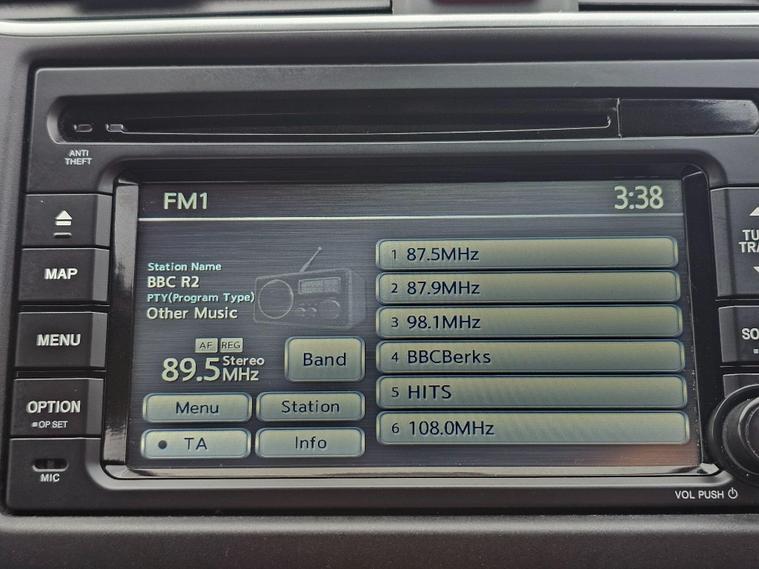 ANTI
THEFT
MAP
MENU
OPTION
OP SET
MIC
FM1
3:38
Station Name
BBC R2
PTY(Program Type)
Other Music
AF REG
89.5 Stereo
MHz
Band
Menu
Station
TA
Info
1 87.5MHz
2 87.9MHz
3 98.1MHz
4 BBCBerks
5 HITS
6 108.0MHz
VOL PUSH